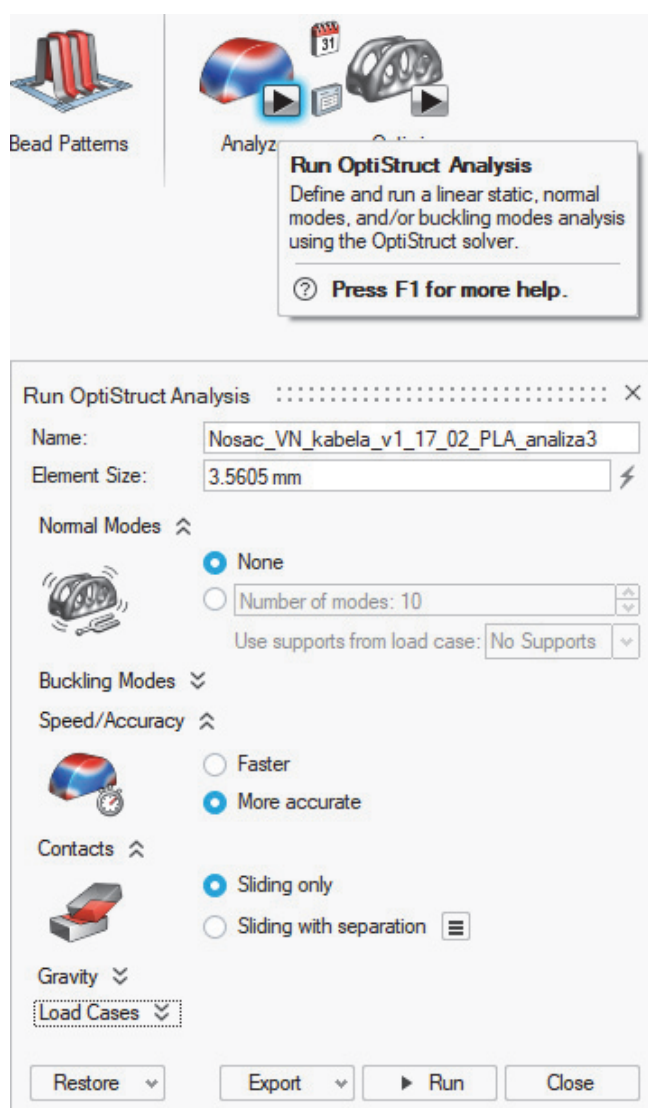 31
Bead Patterns
Analyz
Run OptiStruct Analysis
Define and run a linear static, normal
modes, and/or buckling modes analysis
using the OptiStruct solver.
? Press F1 for more help.
Run OptiStruct Analysis
Name: Nosac_VN_kabela_v1_17_02_PLA_analiza3
Element Size: 3.5605 mm
Normal Modes
None
Number of modes: 10
Use supports from load case: No Supports
Buckling Modes
Speed/Accuracy
Faster
More accurate
Contacts
Sliding only
Sliding with separation
Gravity
Load Cases
Restore Export Run Close